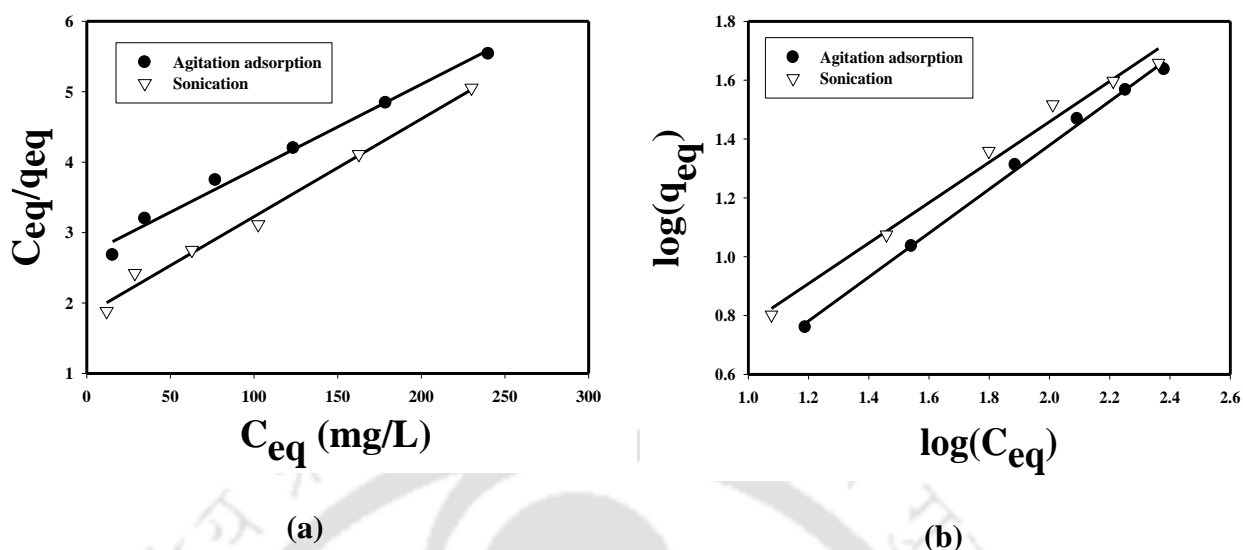 6
5
4
3
2
1
Agitation adsorption
Sonication
Ceq/qeq
0 50 100 150 200 250 300
Ceq (mg/L)
(a)
1.8
1.6
1.4
1.2
1.0
0.8
0.6
Agitation adsorption
Sonication
log(qeq)
1.0 1.2 1.4 1.6 1.8 2.0 2.2 2.4 2.6
log(Ceq)
(b)